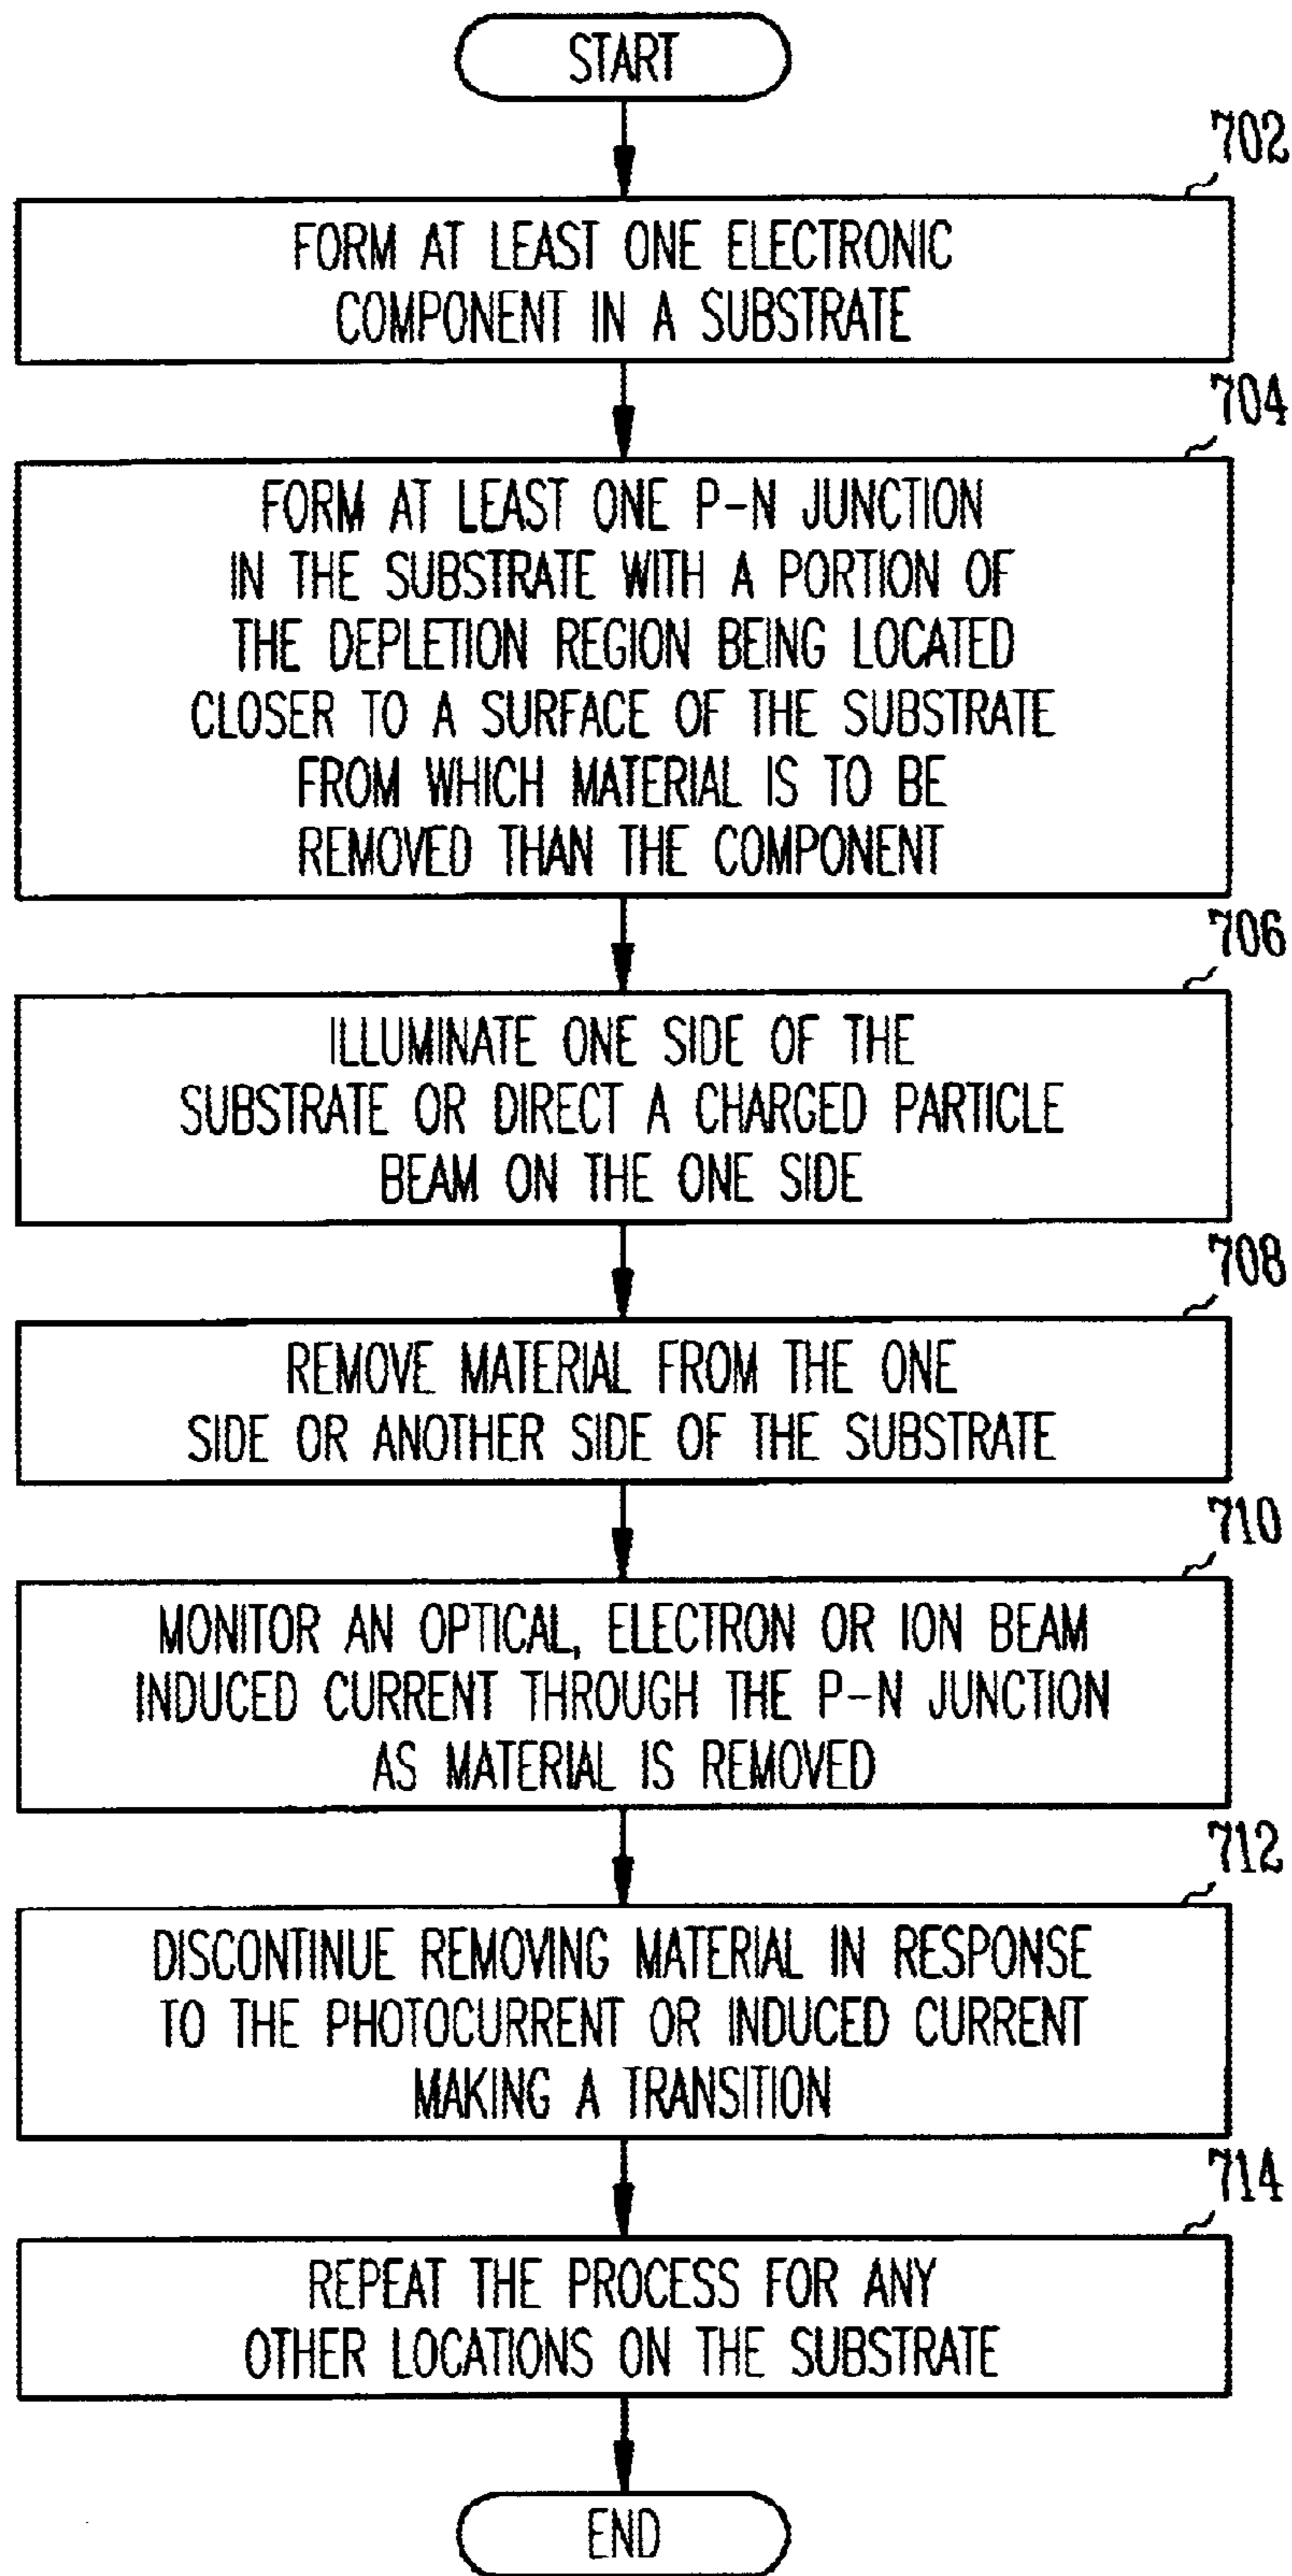 START
702
FORM AT LEAST ONE ELECTRONIC
COMPONENT IN A SUBSTRATE
704
FORM AT LEAST ONE P-N JUNCTION
IN THE SUBSTRATE WITH A PORTION OF
THE DEPLETION REGION BEING LOCATED
CLOSER TO A SURFACE OF THE SUBSTRATE
FROM WHICH MATERIAL IS TO BE
REMOVED THAN THE COMPONENT
706
ILLUMINATE ONE SIDE OF THE
SUBSTRATE OR DIRECT A CHARGED PARTICLE
BEAM ON THE ONE SIDE
708
REMOVE MATERIAL FROM THE ONE
SIDE OR ANOTHER SIDE OF THE SUBSTRATE
710
MONITOR AN OPTICAL, ELECTRON OR ION BEAM
INDUCED CURRENT THROUGH THE P-N JUNCTION
AS MATERIAL IS REMOVED
712
DISCONTINUE REMOVING MATERIAL IN RESPONSE
TO THE PHOTOCURRENT OR INDUCED CURRENT
MAKING A TRANSITION
714
REPEAT THE PROCESS FOR ANY
OTHER LOCATIONS ON THE SUBSTRATE
END